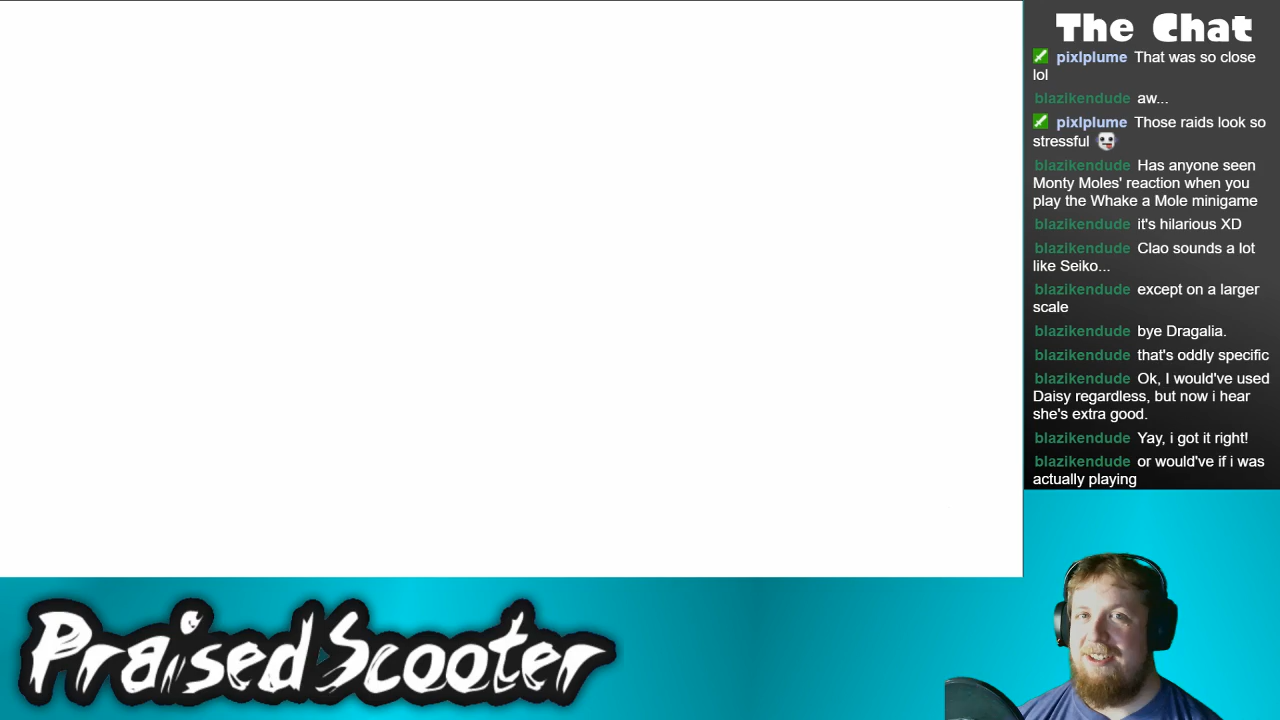 The Chat
pixlplume That was so close
lol
blazikendude aw...
pixlplume Those raids look so
stressful
blazikendude Has anyone seen
Monty Moles' reaction when you
play the Whake a Mole minigame
blazikendude it's hilarious XD
blazikendude Clao sounds a lot
like Seiko...
blazikendude except on a larger
scale
blazikendude bye Dragalia.
blazikendude that's oddly specific
blazikendude Ok, I would've used
Daisy regardless, but now i hear
she's extra good.
blazikendude Yay, i got it right!
blazikendude or would've if i was
actually playing
PraisedScooter